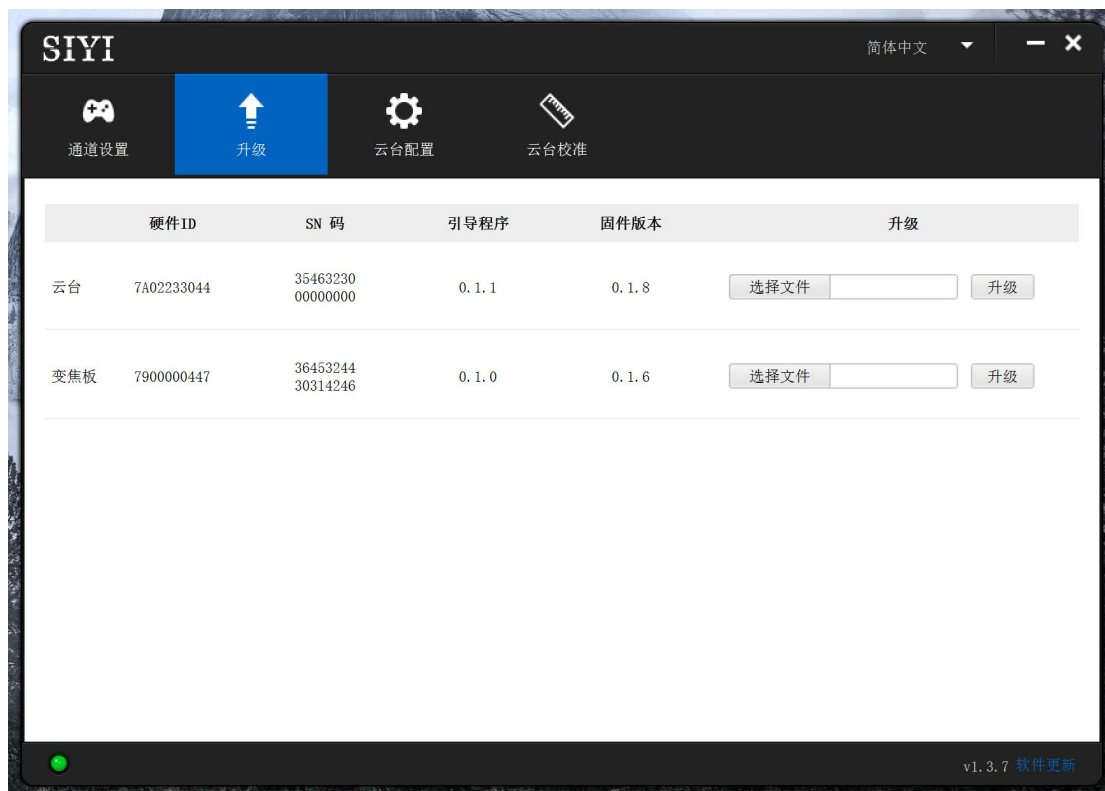 SIYI
简体中文
通道设置 升级 云台配置 云台校准
硬件ID SN 码 引导程序 固件版本 升级
云台 7A02233044 35463230 0.1.1 0.1.8 选择文件 升级
00000000
变焦板 7900000447 36453244 0.1.0 0.1.6 选择文件 升级
30314246
v1.3.7 软件更新